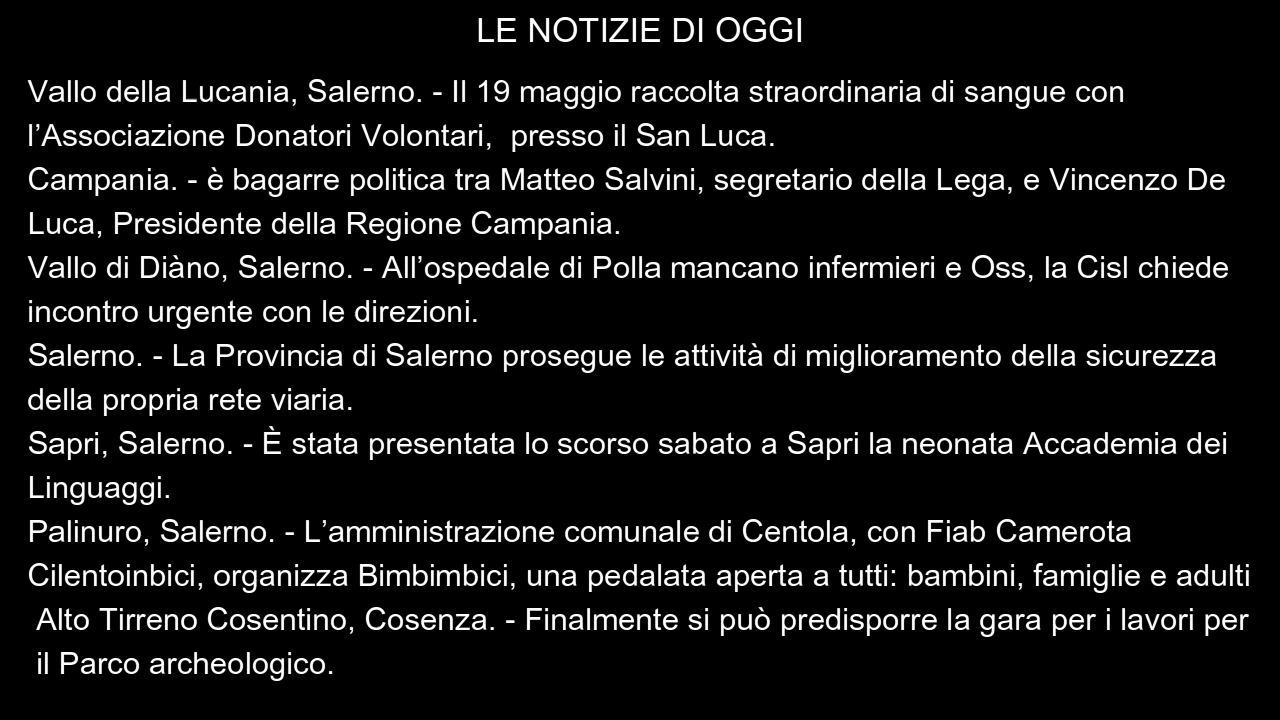 LE NOTIZIE DI OGGI
Vallo della Lucania, Salerno. - Il 19 maggio raccolta straordinaria di sangue con
l’Associazione Donatori Volontari,  presso il San Luca.
Campania. - è bagarre politica tra Matteo Salvini, segretario della Lega, e Vincenzo De
Luca, Presidente della Regione Campania.
Vallo di Diàno, Salerno. - All’ospedale di Polla mancano infermieri e Oss, la Cisl chiede
incontro urgente con le direzioni.
Salerno. - La Provincia di Salerno prosegue le attività di miglioramento della sicurezza
della propria rete viaria.
Sapri, Salerno. - È stata presentata lo scorso sabato a Sapri la neonata Accademia dei
Linguaggi.
Palinuro, Salerno. - L’amministrazione comunale di Centola, con Fiab Camerota
Cilentoinbici, organizza Bimbimbici, una pedalata aperta a tutti: bambini, famiglie e adulti
Alto Tirreno Cosentino, Cosenza. - Finalmente si può predisporre la gara per i lavori per
il Parco archeologico.